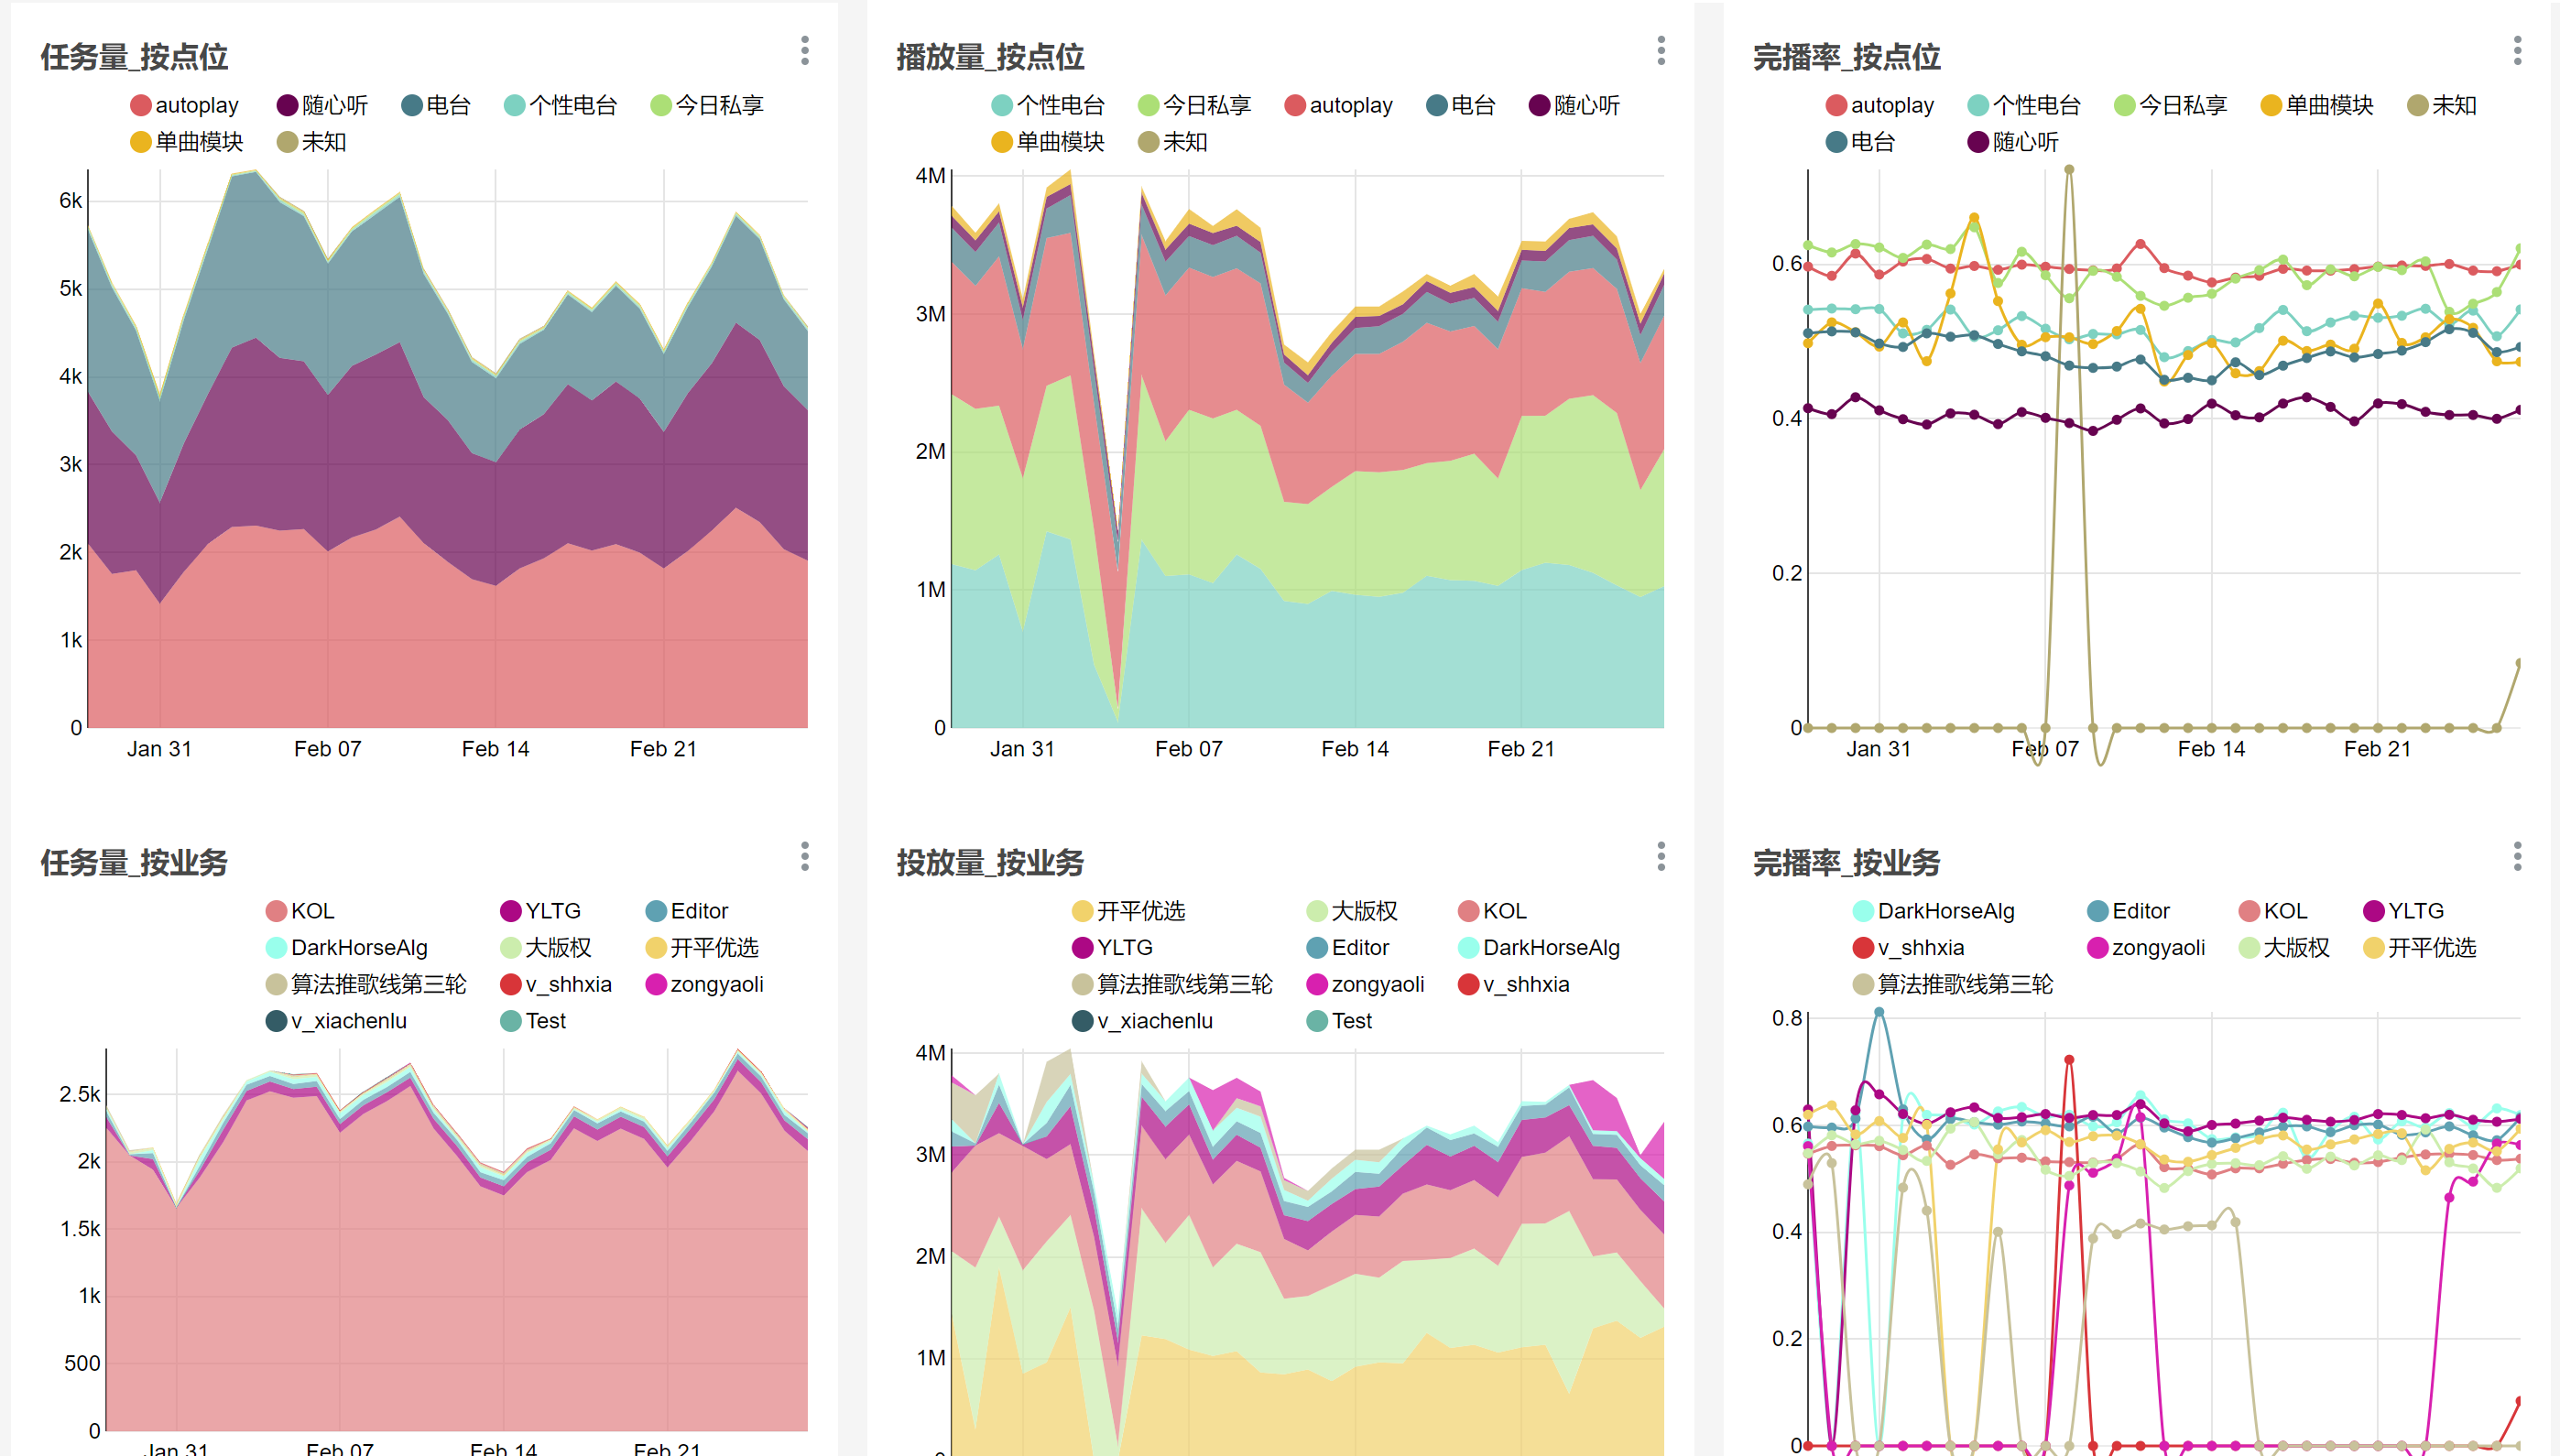 任务量_按点位
autoplay 随心听 电台 个性电台 今日私享
单曲模块 未知
6k
5k
4k
3k
2k
1k
0
Jan 31 Feb 07 Feb 14 Feb 21
播放量_按点位
个性电台 今日私享 autoplay 电台 随心听
单曲模块 未知
4M
3M
2M
1M
0
Jan 31 Feb 07 Feb 14 Feb 21
完播率_按点位
autoplay 个性电台 今日私享 单曲模块 未知
电台 随心听
0.6
0.4
0.2
0
Jan 31 Feb 07 Feb 14 Feb 21
任务量_按业务
KOL YLTG Editor
DarkHorseAlg 大版权 开平优选
算法推歌线第三轮 v_shhxia zongyaoli
v_xiachenlu Test
2.5k
2k
1.5k
1k
500
0
Jan 31 Feb 07 Feb 14 Feb 21
投放量_按业务
开平优选 大版权 KOL
YLTG Editor DarkHorseAlg
算法推歌线第三轮 zongyaoli v_shhxia
v_xiachenlu Test
4M
3M
2M
1M
0
完播率_按业务
DarkHorseAlg Editor KOL YLTG
v_shhxia zongyaoli 大版权 开平优选
算法推歌线第三轮
0.8
0.6
0.4
0.2
0